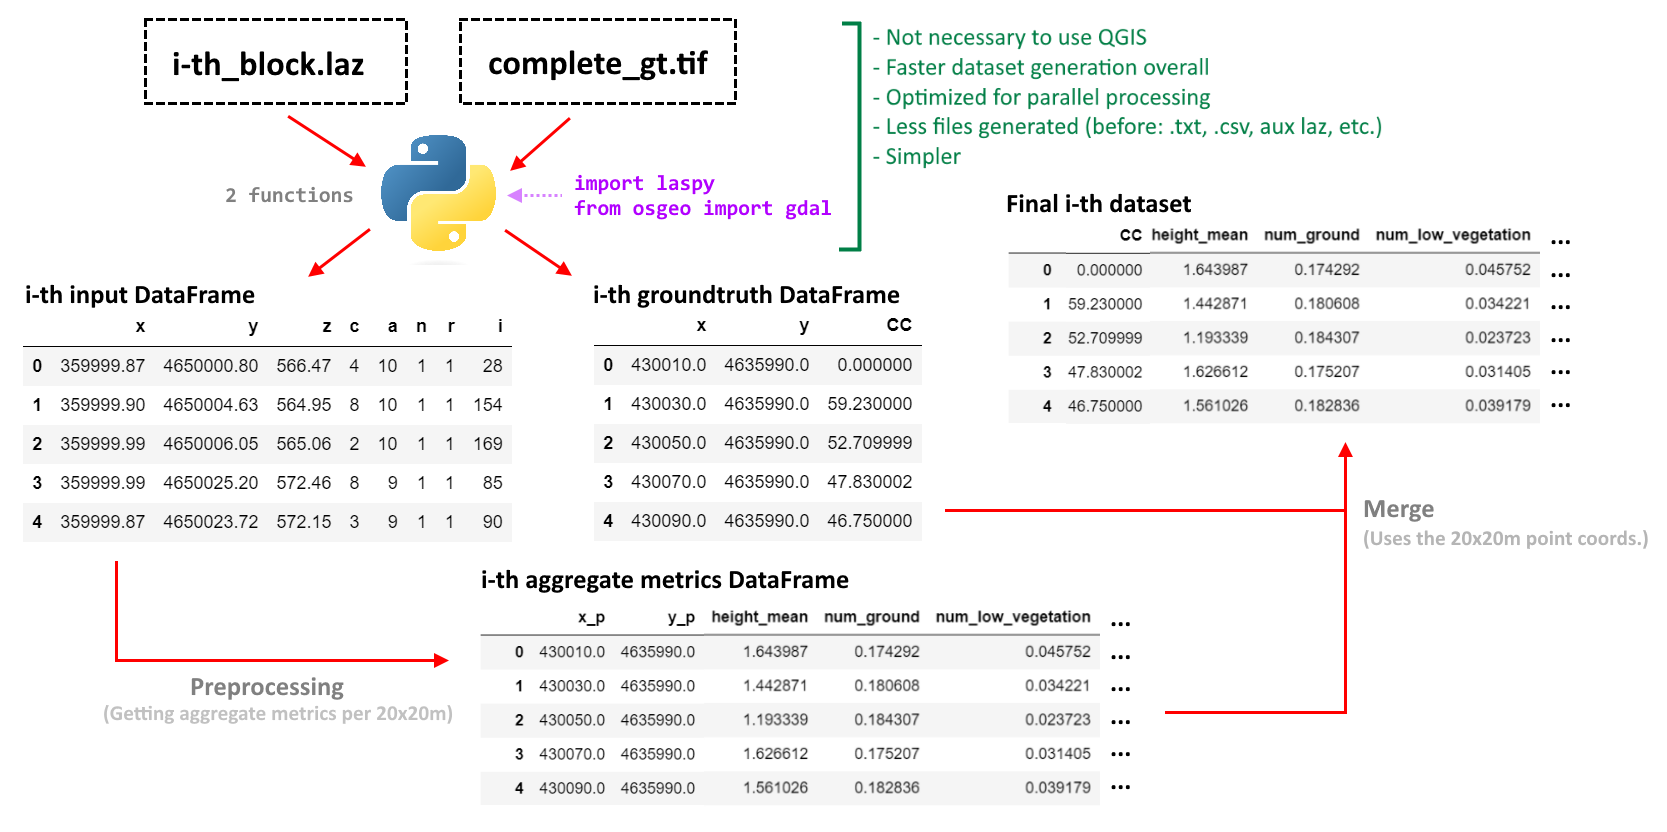 i-th_block.laz
complete_gt.tif
- Not necessary to use QGIS
- Faster dataset generation overall
- Optimized for parallel processing
- Less files generated (before: .txt, .csv, aux laz, etc.)
- Simpler
2 functions
import laspy
from osgeo import gdal
i-th input DataFrame
x y z c a n r i
0 359999.87 4650000.80 566.47 4 10 1 1 28
1 359999.90 4650004.63 564.95 8 10 1 1 154
2 359999.99 4650006.05 565.06 2 10 1 1 169
3 359999.99 4650025.20 572.46 8 9 1 1 85
4 359999.87 4650023.72 572.15 3 9 1 1 90
i-th groundtruth DataFrame
x y CC
0 430010.0 4635990.0 0.000000
1 430030.0 4635990.0 59.230000
2 430050.0 4635990.0 52.709999
3 430070.0 4635990.0 47.830002
4 430090.0 4635990.0 46.750000
Final i-th dataset
CC height_mean num_ground num_low_vegetation ...
0 0.000000 1.643987 0.174292 0.045752 ...
1 59.230000 1.442871 0.180608 0.034221 ...
2 52.709999 1.193339 0.184307 0.023723 ...
3 47.830002 1.626612 0.175207 0.031405 ...
4 46.750000 1.561026 0.182836 0.039179 ...
Merge
(Uses the 20x20m point coords.)
Preprocessing
(Getting aggregate metrics per 20x20m)
i-th aggregate metrics DataFrame
x_p y_p height_mean num_ground num_low_vegetation ...
0 430010.0 4635990.0 1.643987 0.174292 0.045752 ...
1 430030.0 4635990.0 1.442871 0.180608 0.034221 ...
2 430050.0 4635990.0 1.193339 0.184307 0.023723 ...
3 430070.0 4635990.0 1.626612 0.175207 0.031405 ...
4 430090.0 4635990.0 1.561026 0.182836 0.039179 ...